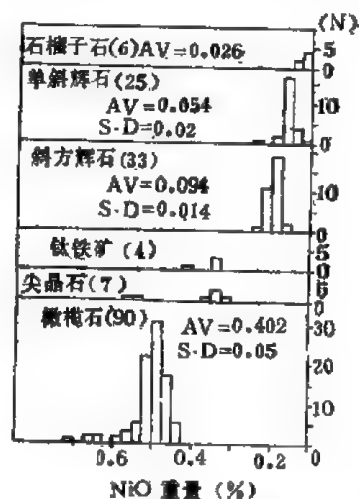 (N)
石榴子石(6)AV=0.026
5
0
单斜辉石(25)
AV=0.054
S·D=0.02
10
0
斜方辉石(33)
AV=0.094
S·D=0.014
10
0
钛铁矿(4)
5
0
尖晶石(7)
5
0
橄榄石(90)
AV=0.402
S·D=0.05
30
20
10
0.6 0.4 0.2 0
NiO 重量(%)